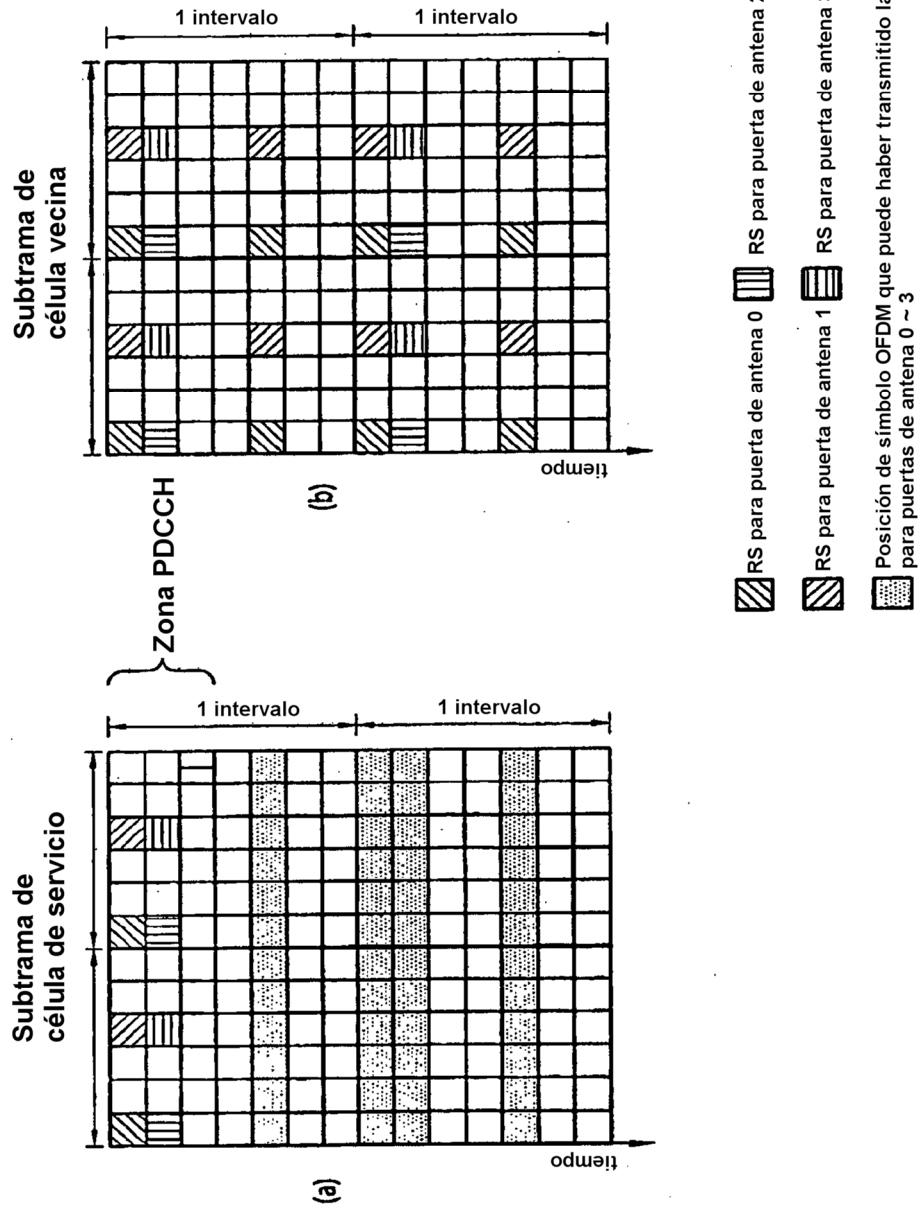 Subtrama de
célula de servicio
1 intervalo
1 intervalo
tiempo
(a)
Zona PDCCH
Subtrama de
célula vecina
1 intervalo
1 intervalo
tiempo
(b)
RS para puerta de antena 0
RS para puerta de antena 2
RS para puerta de antena 1
RS para puerta de antena 3
Posición de símbolo OFDM que puede haber transmitido la
para puertas de antena 0 ~ 3